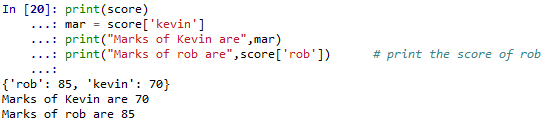 In [20]: print(score)
    ...: mar = score['kevin']
    ...: print("Marks of Kevin are",mar)
    ...: print("Marks of rob are",score['rob'])      # print the score of rob
    ...:
{'rob': 85, 'kevin': 70}
Marks of Kevin are 70
Marks of rob are 85